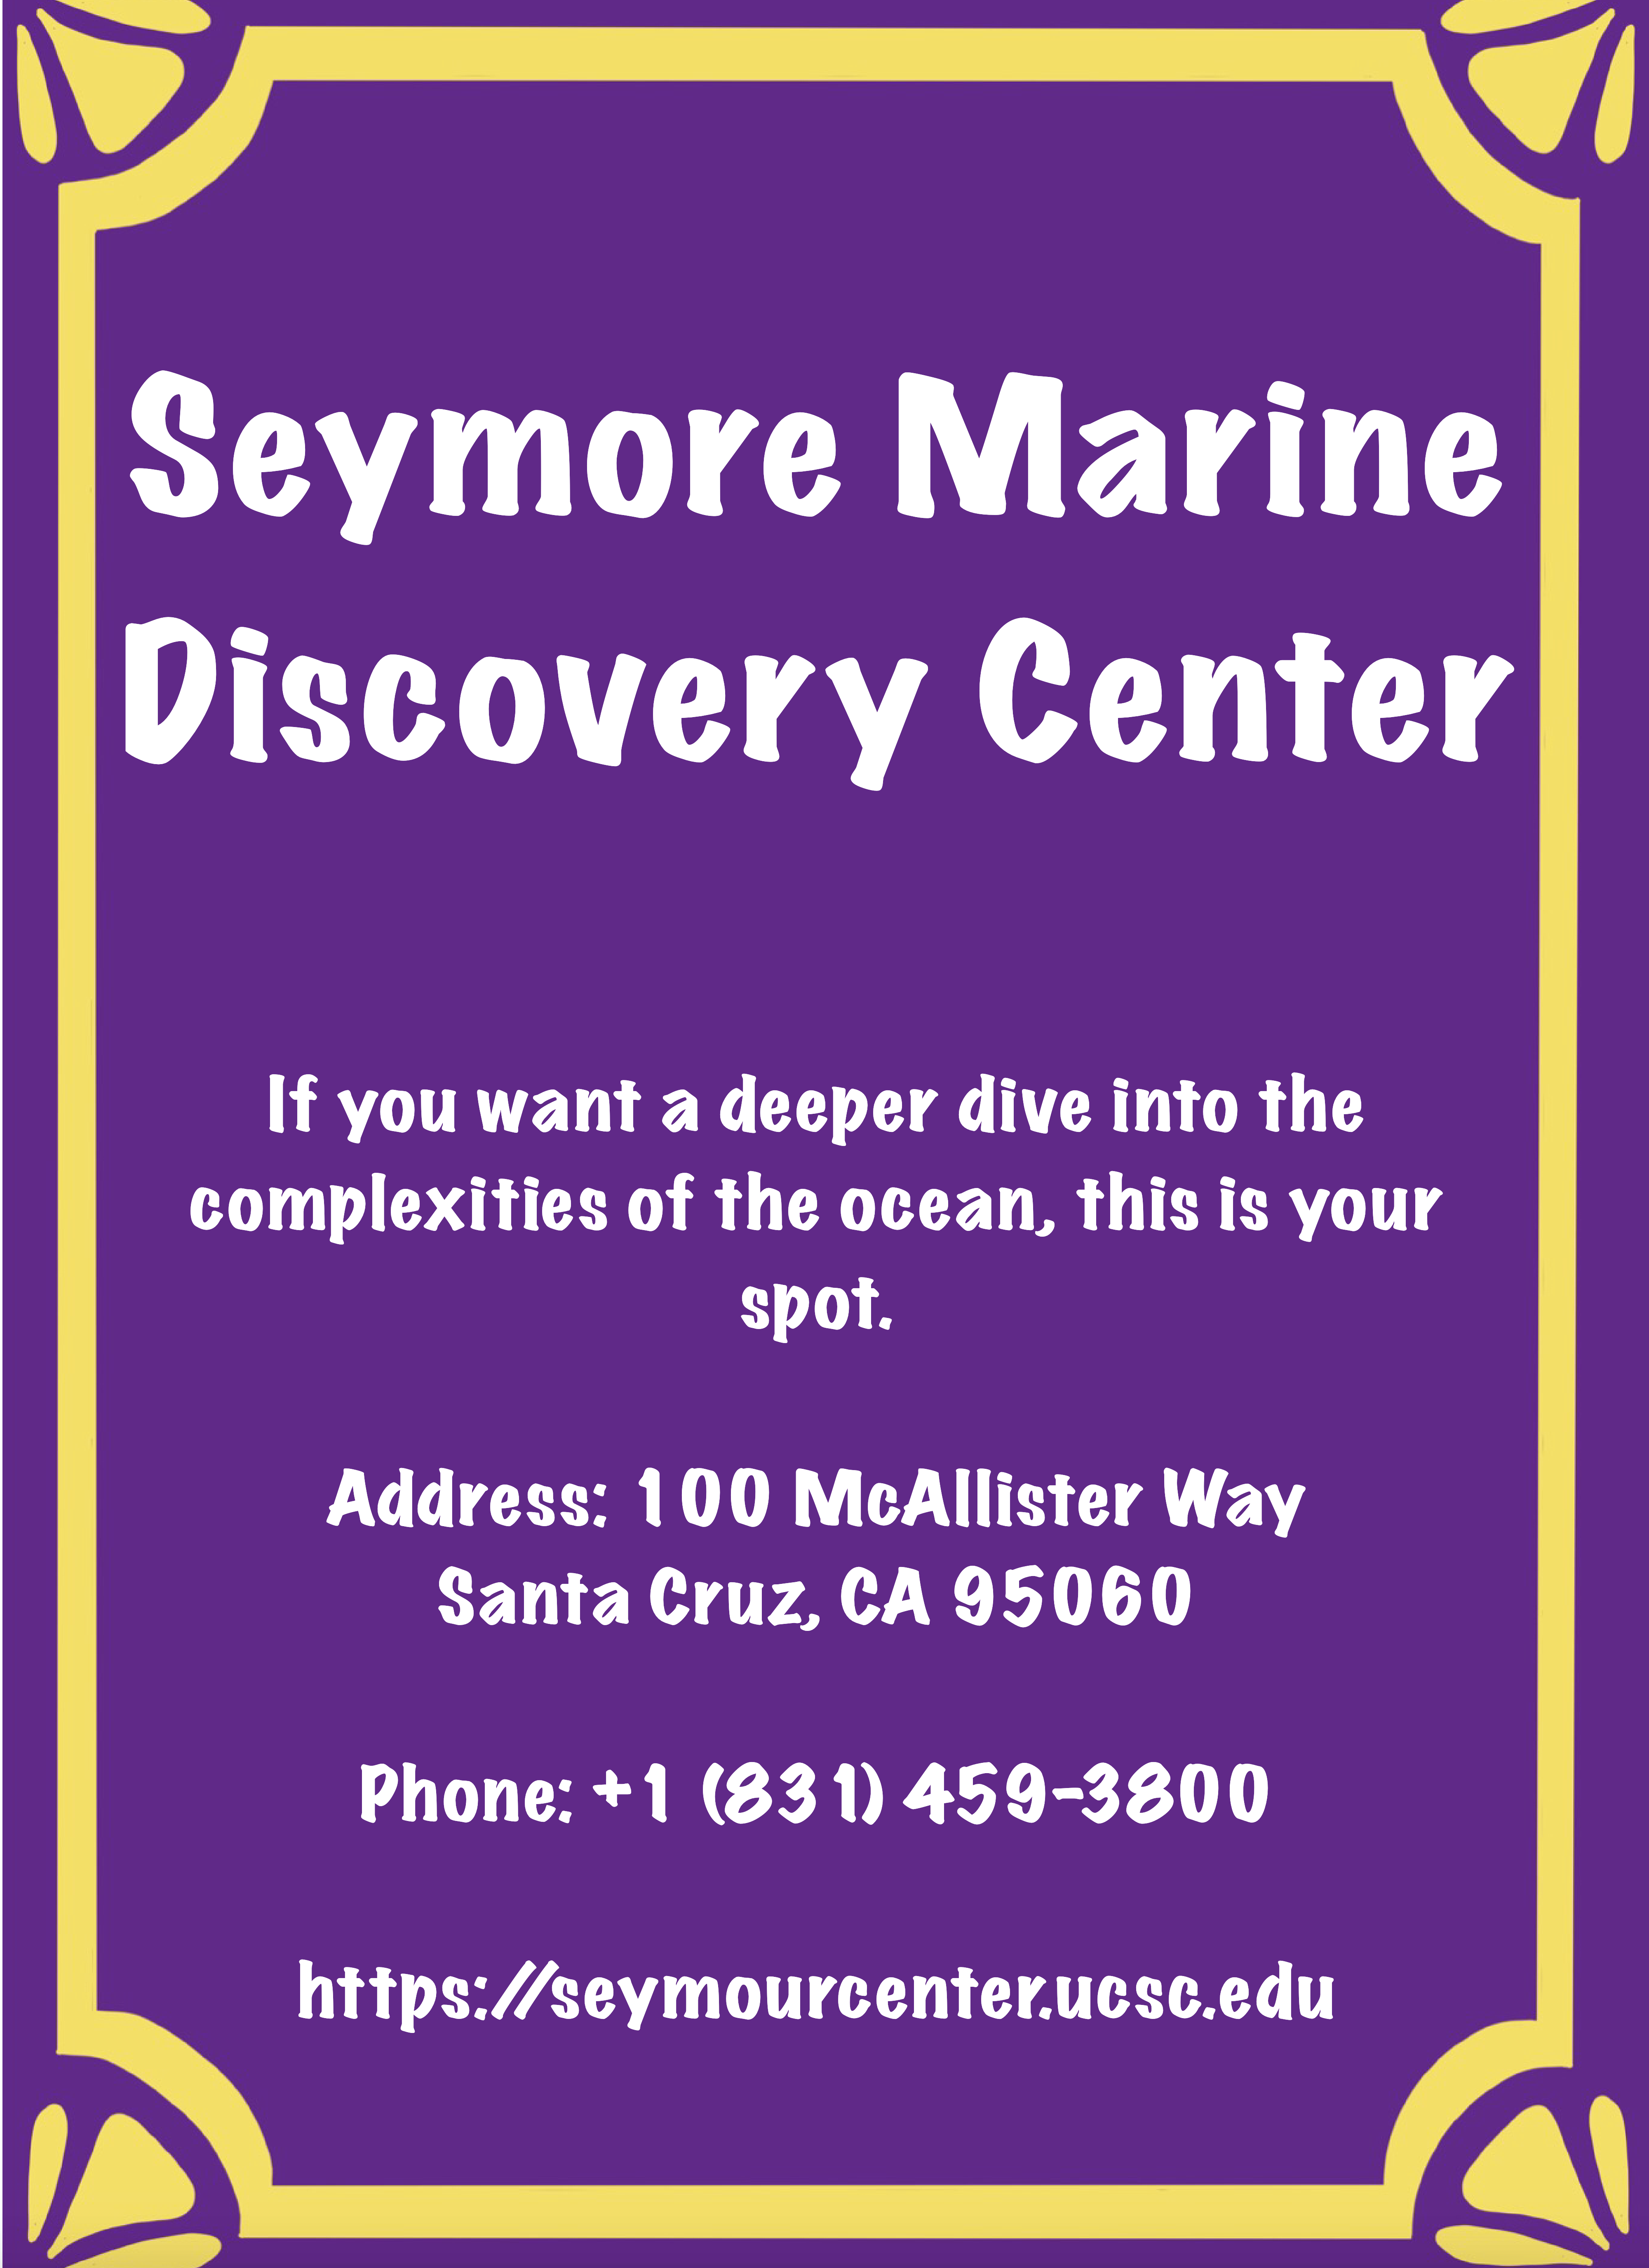 Seymore Marine
Discovery Center
If you want a deeper dive into the
complexities of the ocean, this is your
spot.
Address: 100 McAllister Way
Santa Cruz, CA 95060
Phone: +1 (831) 459-3800
https://seymourcenter.ucsc.edu